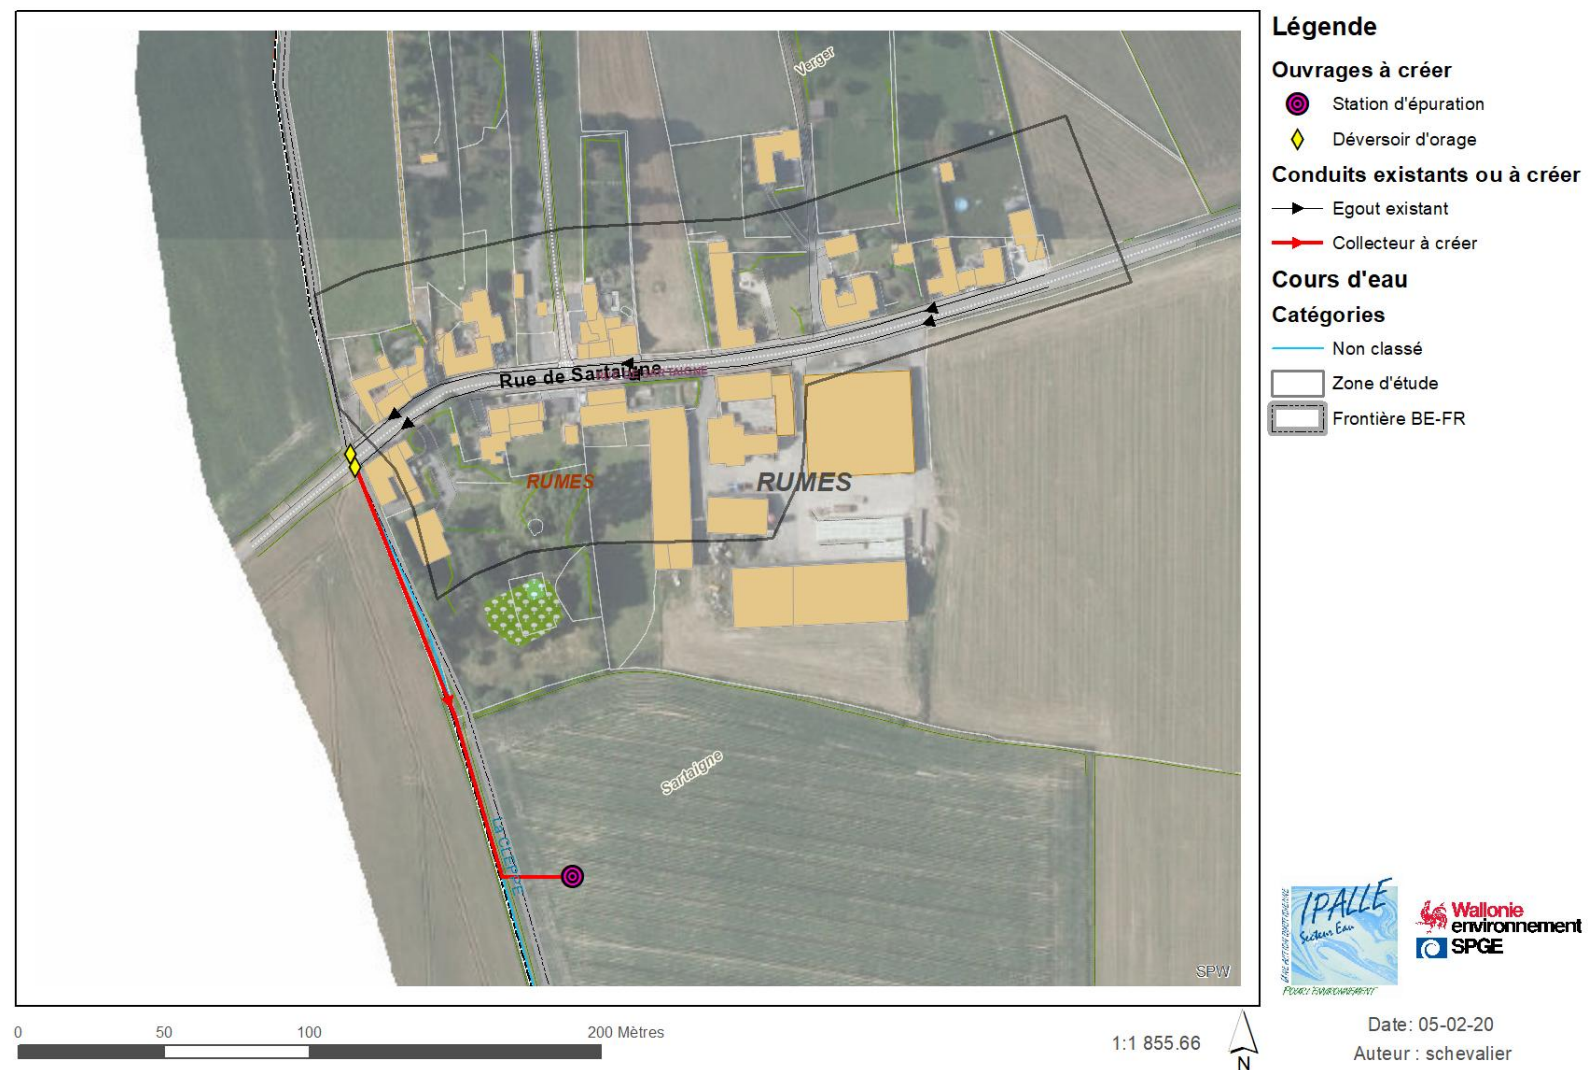 Légende
Ouvrages à créer
Station d'épuration
Déversoir d'orage
Conduits existants ou à créer
Egout existant
Collecteur à créer
Cours d'eau
Catégories
Non classé
Zone d'étude
Frontière BE-FR
Verger
Rue de Sartaigne
RUMES
RUMES
Sartaigne
SPW
IPALLE
Secteur Eau
POUR L'ENVIRONNEMENT
Wallonie
environnement
SPGE
0 50 100 200 Mètres
1:1 855.66
N
Date: 05-02-20
Auteur : schevalier